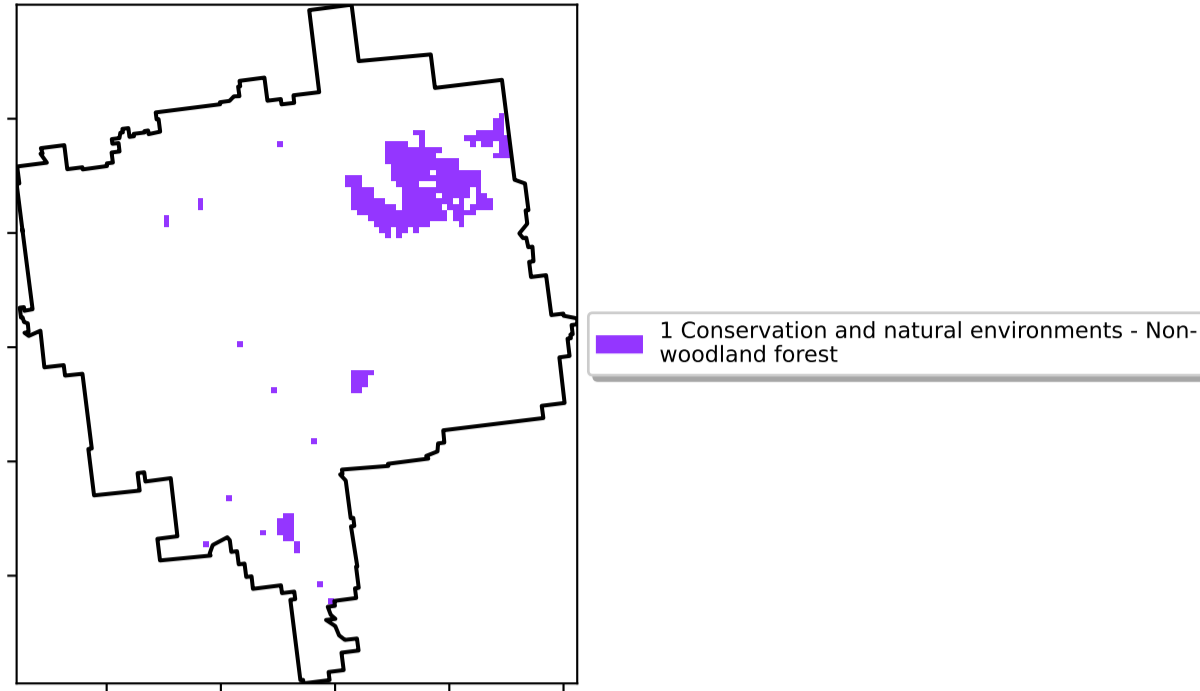 1 Conservation and natural environments - Non-
woodland forest